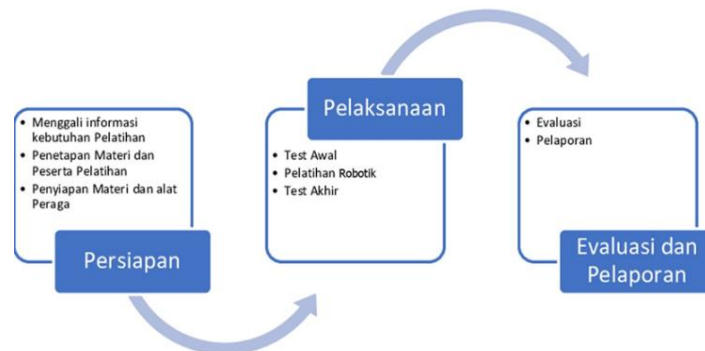 • Menggali informasi
kebutuhan Pelatihan
• Penetapan Materi dan
Peserta Pelatihan
• Penyiapan Materi dan alat
Peraga
Persiapan
Pelaksanaan
• Test Awal
• Pelatihan Robotik
• Test Akhir
• Evaluasi
• Pelaporan
Evaluasi dan
Pelaporan